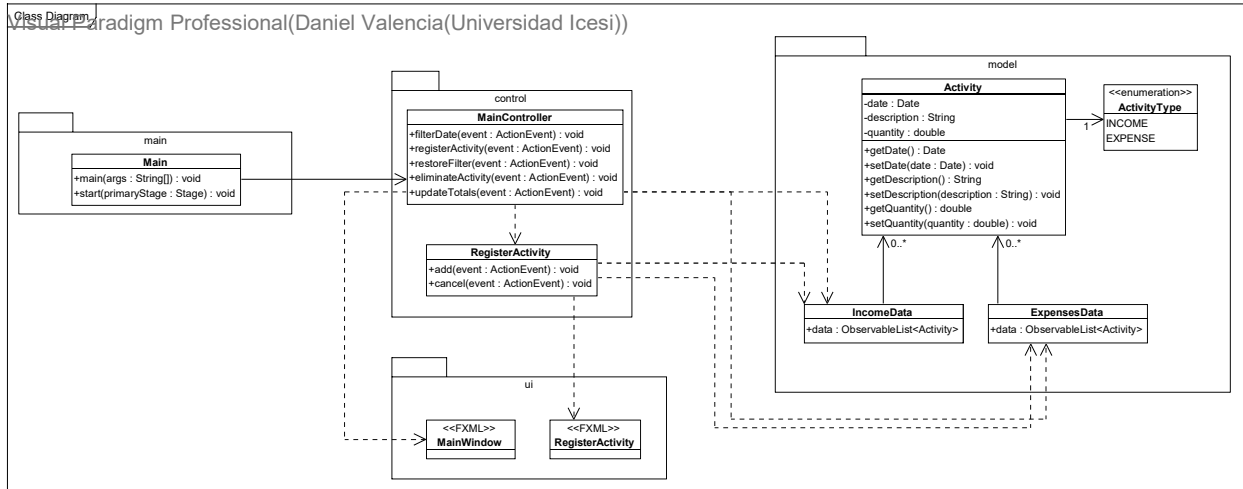 Class Diagram
Visual Paradigm Professional(Daniel Valencia(Universidad Icesi))
main
Main
+main(args : String[]) : void
+start(primaryStage : Stage) : void
control
MainController
+filterDate(event : ActionEvent) : void
+registerActivity(event : ActionEvent) : void
+restoreFilter(event : ActionEvent) : void
+eliminateActivity(event : ActionEvent) : void
+updateTotals(event : ActionEvent) : void
RegisterActivity
+add(event : ActionEvent) : void
+cancel(event : ActionEvent) : void
ui
<<FXML>>
MainWindow
<<FXML>>
RegisterActivity
model
Activity
-date : Date
-description : String
-quantity : double
+getDate() : Date
+setDate(date : Date) : void
+getDescription() : String
+setDescription(description : String) : void
+getQuantity() : double
+setQuantity(quantity : double) : void
1
<<enumeration>>
ActivityType
INCOME
EXPENSE
0..*
0..*
IncomeData
+data : ObservableList<Activity>
ExpensesData
+data : ObservableList<Activity>